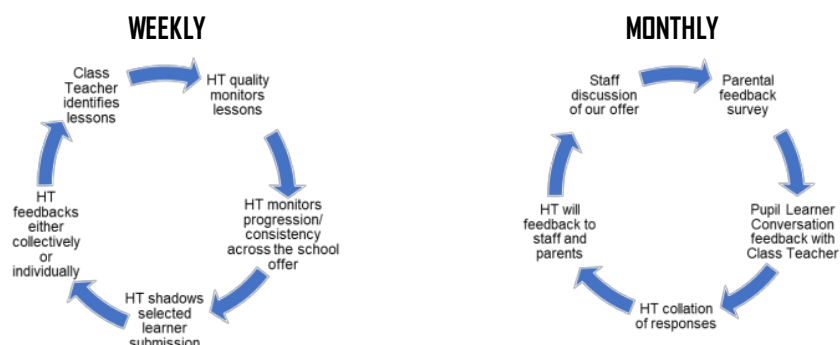 WEEKLY
Class
Teacher
identifies
lessons
HT quality
monitors
lessons
HT monitors
progression/
consistency
across the school
offer
HT shadows
selected
learner
submission
HT
feedbacks
either
collectively
or
individually
MONTHLY
Staff
discussion
of our offer
Parental
feedback
survey
Pupil Learner
Conversation
feedback with
Class Teacher
HT collation
of responses
HT will
feedback to
staff and
parents